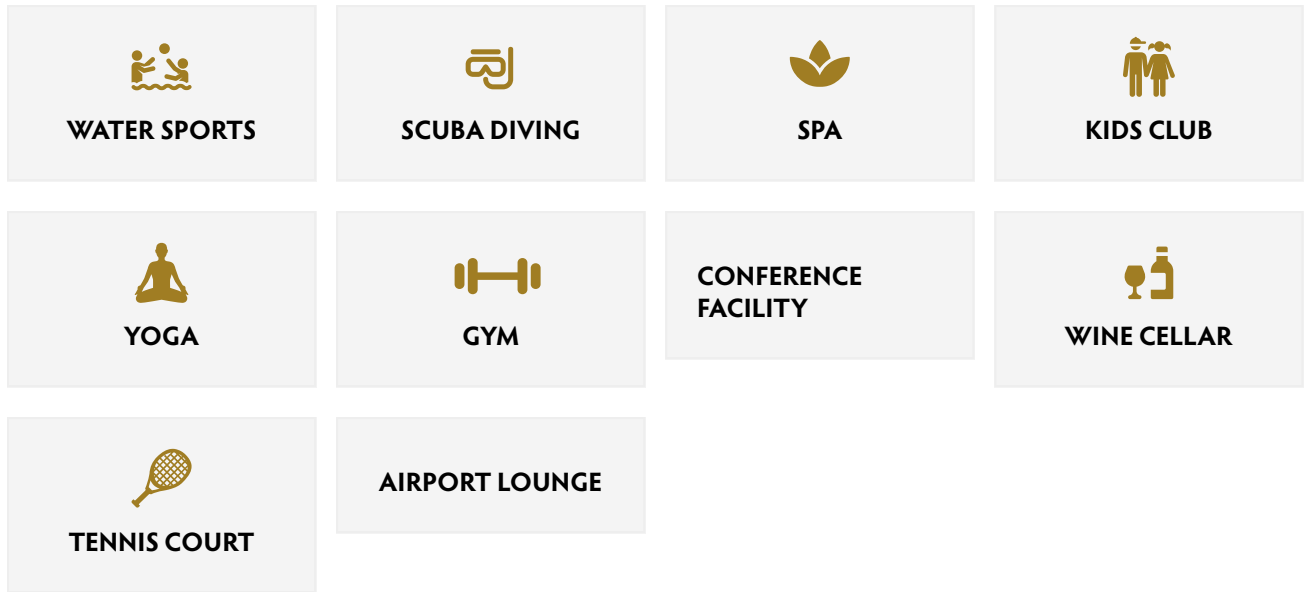 WATER SPORTS
SCUBA DIVING
SPA
KIDS CLUB
YOGA
GYM
CONFERENCE
FACILITY
WINE CELLAR
TENNIS COURT
AIRPORT LOUNGE